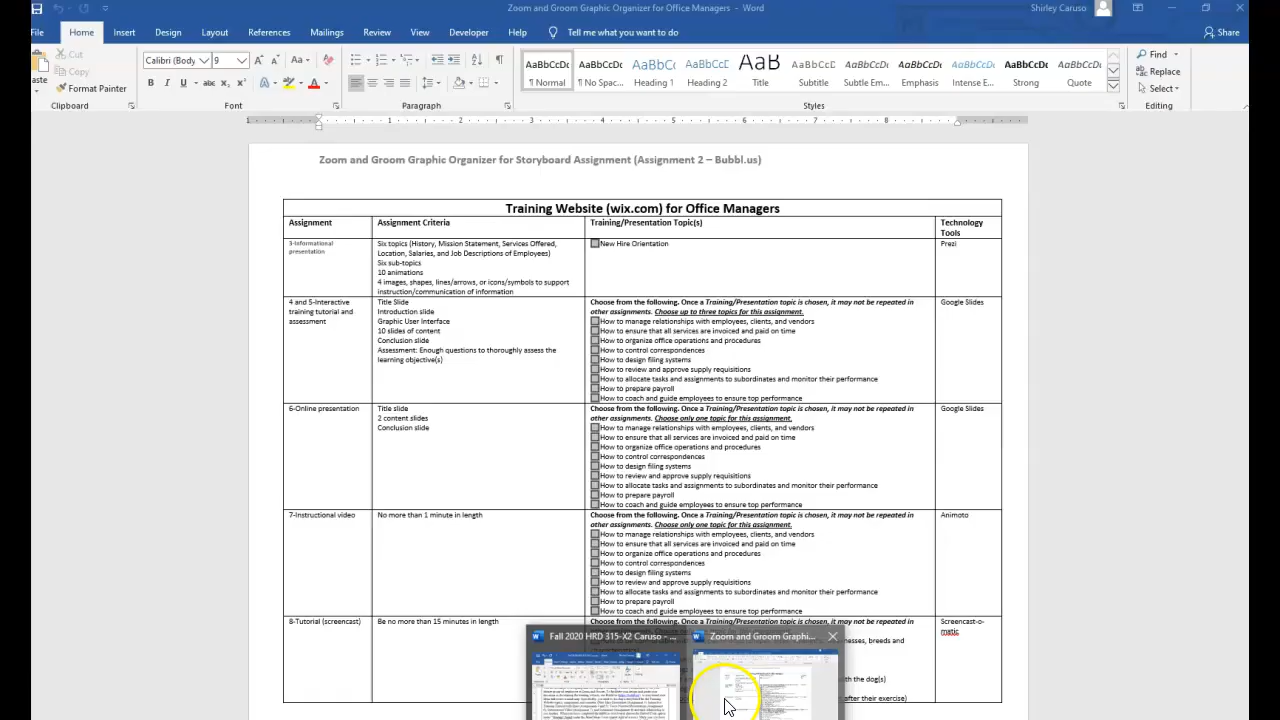 Zoom and Groom Graphic Organizer for Office Managers - Word
Shirley Caruso
File Home Insert Design Layout References Mailings Review View Developer Help Tell me what you want to do Share
Cut
Copy
Format Painter
Clipboard
Calibri (Body 9
Font
Paragraph
AaBbCcDc AaBbCcDc AaBbCc AaBbCcD AaB AaBbCcD AaBbCcDc AaBbCcDc AaBbCcDc AaBbCcDc AaBbCcDc
¶ Normal ¶ No Spac... Heading 1 Heading 2 Title Subtitle Subtle Em... Emphasis Intense E... Strong Quote
Styles
Find
Replace
Select
Editing
Zoom and Groom Graphic Organizer for Storyboard Assignment (Assignment 2 – Bubbl.us)
Training Website (wix.com) for Office Managers
Assignment Assignment Criteria Training/Presentation Topic(s) Technology Tools
3-Informational presentation
Six topics (History, Mission Statement, Services Offered,
Location, Salaries, and Job Descriptions of Employees)
Six sub-topics
10 animations
4 images, shapes, lines/arrows, or icons/symbols to support
instruction/communication of information
New Hire Orientation
Prezi
4 and 5-Interactive
training tutorial and
assessment
Title Slide
Introduction slide
Graphic User Interface
10 slides of content
Conclusion slide
Assessment: Enough questions to thoroughly assess the
learning objective(s)
Choose from the following. Once a Training/Presentation topic is chosen, it may not be repeated in
other assignments. Choose up to three topics for this assignment.
How to manage relationships with employees, clients, and vendors
How to ensure that all services are invoiced and paid on time
How to organize office operations and procedures
How to control correspondences
How to design filing systems
How to review and approve supply requisitions
How to allocate tasks and assignments to subordinates and monitor their performance
How to prepare payroll
How to coach and guide employees to ensure top performance
Google Slides
6-Online presentation
Title slide
2 content slides
Conclusion slide
Choose from the following. Once a Training/Presentation topic is chosen, it may not be repeated in
other assignments. Choose only one topic for this assignment.
How to manage relationships with employees, clients, and vendors
How to ensure that all services are invoiced and paid on time
How to organize office operations and procedures
How to control correspondences
How to design filing systems
How to review and approve supply requisitions
How to allocate tasks and assignments to subordinates and monitor their performance
How to prepare payroll
How to coach and guide employees to ensure top performance
Google Slides
7-Instructional video
No more than 1 minute in length
Choose from the following. Once a Training/Presentation topic is chosen, it may not be repeated in
other assignments. Choose only one topic for this assignment.
How to manage relationships with employees, clients, and vendors
How to ensure that all services are invoiced and paid on time
How to organize office operations and procedures
How to control correspondences
How to design filing systems
How to review and approve supply requisitions
How to allocate tasks and assignments to subordinates and monitor their performance
How to prepare payroll
How to coach and guide employees to ensure top performance
Animoto
8-Tutorial (screencast)
Be no more than 15 minutes in length
Choose from the following. Once a Training/Presentation topic is chosen, it may not be repeated in
breeds and
th the dog(s)
fter their exercise)
Screencast-o-
matic
Fall 2020 HRD 315-X2 Caruso - ...
Zoom and Groom Graphi...